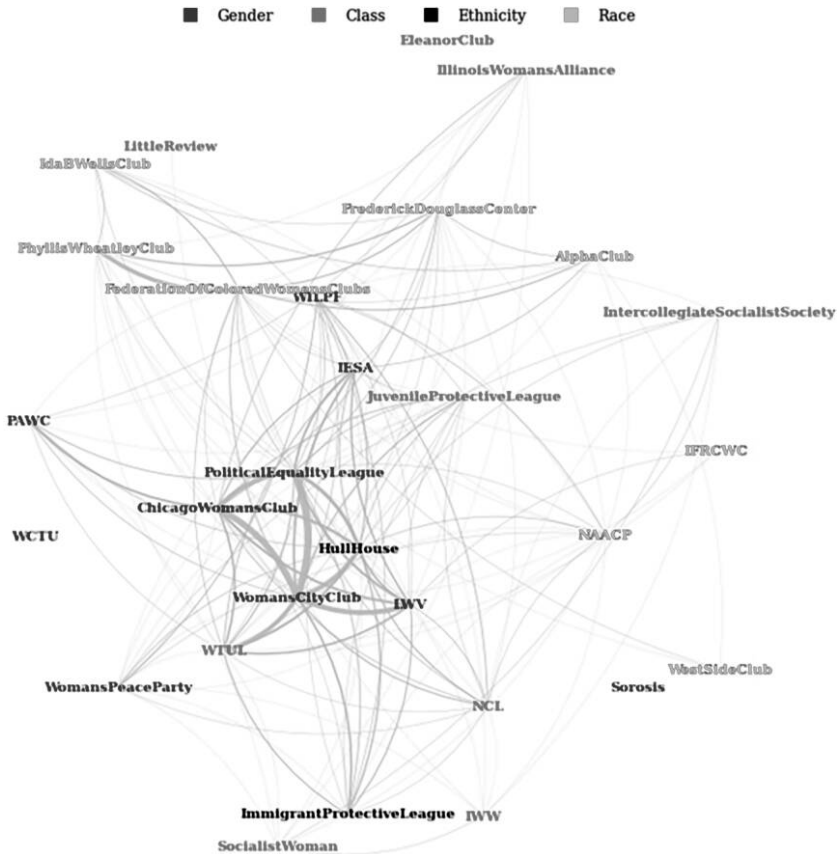 Gender Class Ethnicity Race
EleanorClub
IllinoisWomansAlliance
LittleReview
IdaBWellsClub
FrederickDouglassCenter
PhyllisWheatleyClub
AlphaClub
FederationOfColoredWomansClubs
WILPF
IntercollegiateSocialistSociety
IESA
JuvenileProtectiveLeague
PAWC
IFRCWC
PoliticalEqualityLeague
ChicagoWomansClub
WCTU
NAACP
HullHouse
WomansCityClub
LWV
WTUL
WestSideClub
WomansPeaceParty
Sorosis
NCL
ImmigrantProtectiveLeague
IWW
SocialistWoman